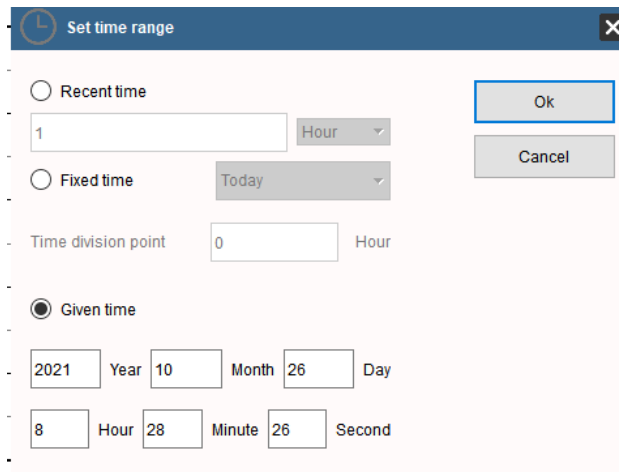 Set time range
Recent time
Ok
1 Hour
Cancel
Fixed time Today
Time division point 0 Hour
Given time
2021 Year 10 Month 26 Day
8 Hour 28 Minute 26 Second